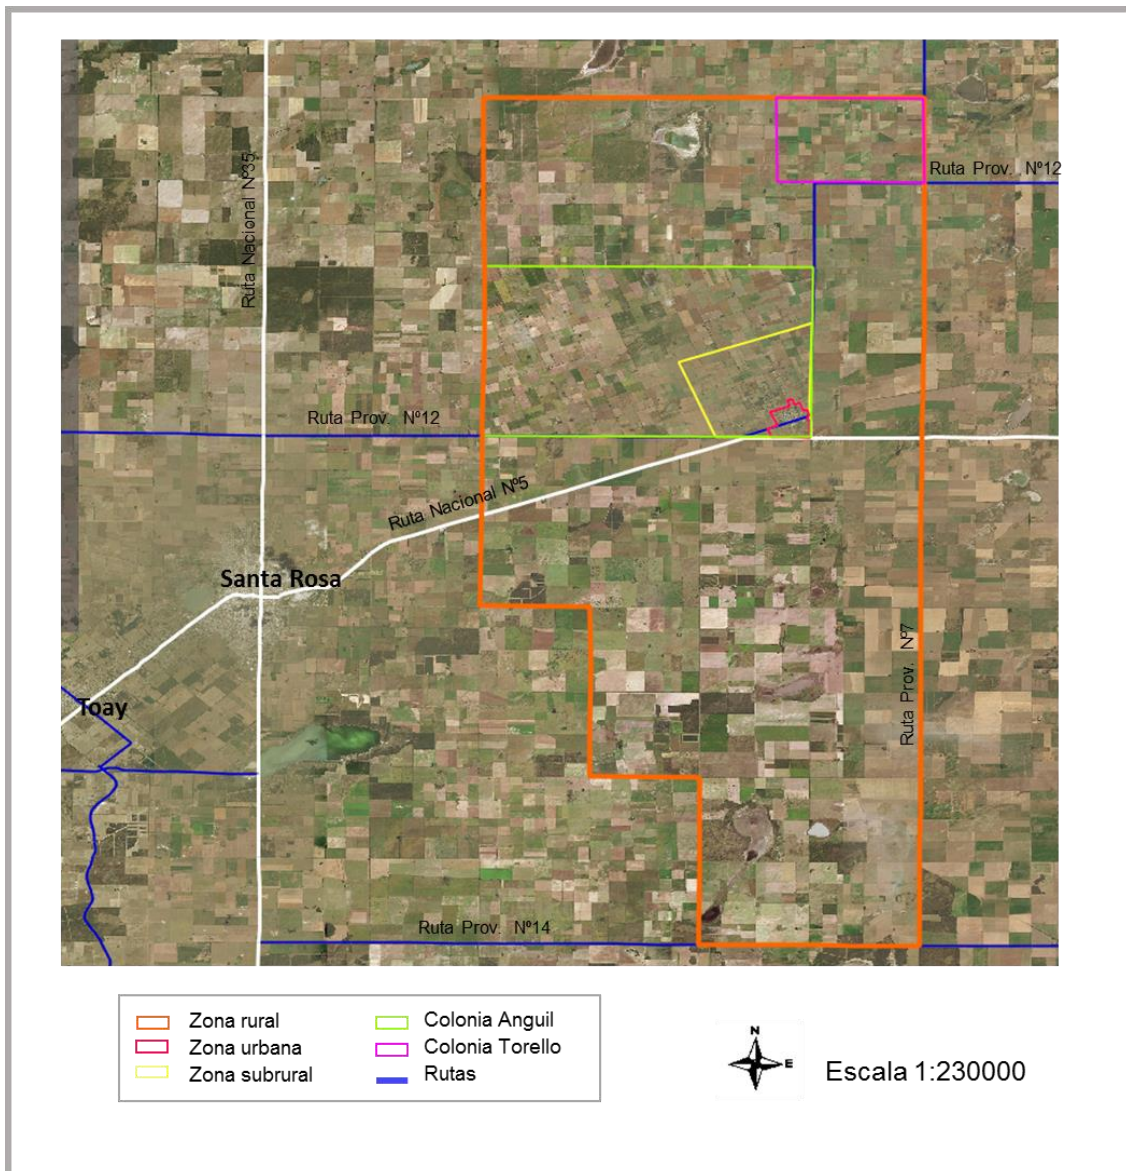 Ruta Nacional Nº35
Ruta Prov. Nº12
Ruta Prov. Nº12
Ruta Nacional Nº5
Santa Rosa
Ruta Prov. Nº7
Toay
Ruta Prov. Nº14
Zona rural
Zona urbana
Zona subrural
Colonia Anguil
Colonia Torello
Rutas
N
E
Escala 1:230000